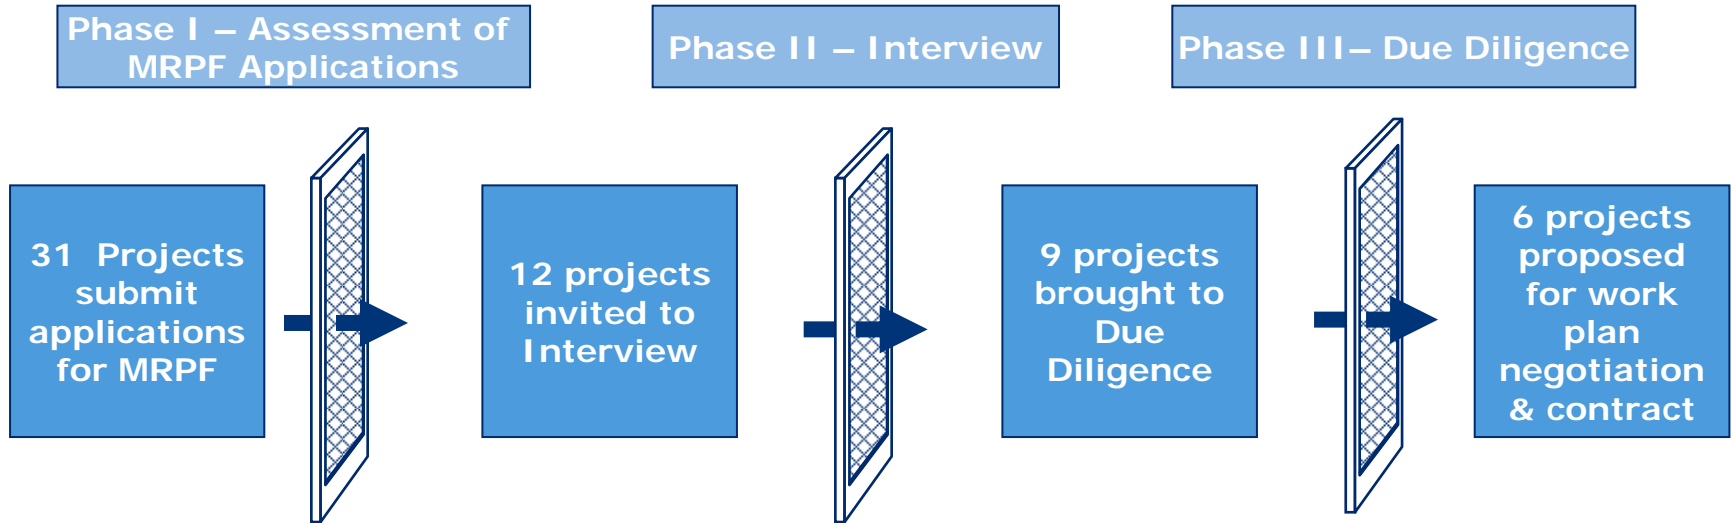 Phase I – Assessment of
MRPF Applications
Phase II – Interview
Phase III– Due Diligence
31 Projects
submit
applications
for MRPF
12 projects
invited to
Interview
9 projects
brought to
Due
Diligence
6 projects
proposed
for work
plan
negotiation
& contract